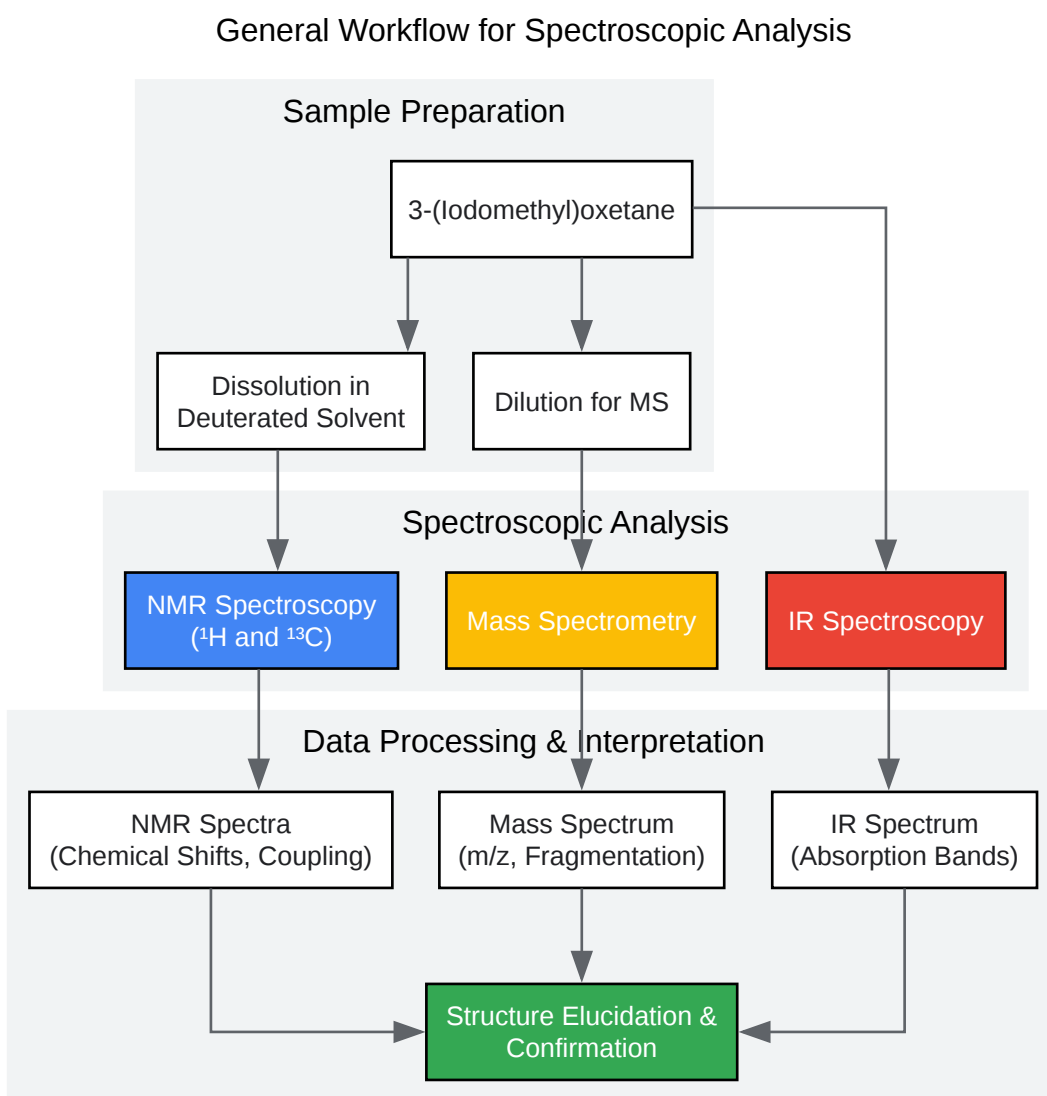 General Workflow for Spectroscopic Analysis
Sample Preparation
3-(Iodomethyl)oxetane
Dissolution in
Deuterated Solvent
Dilution for MS
Spectroscopic Analysis
NMR Spectroscopy
(¹H and ¹³C)
Mass Spectrometry
IR Spectroscopy
Data Processing & Interpretation
NMR Spectra
(Chemical Shifts, Coupling)
Mass Spectrum
(m/z, Fragmentation)
IR Spectrum
(Absorption Bands)
Structure Elucidation &
Confirmation